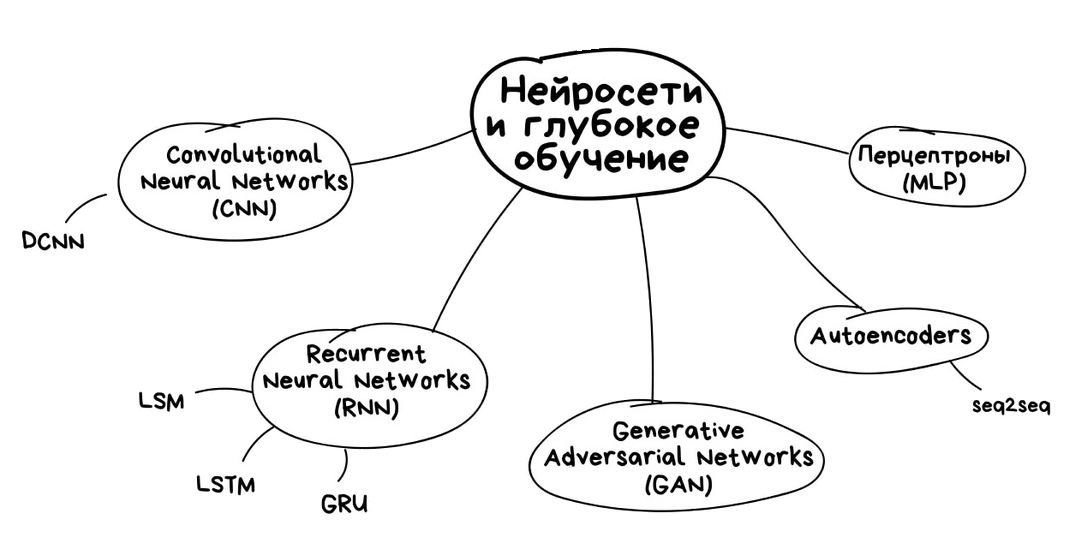 Нейросети
и глубокое
обучение
Convolutional
Neural Networks
(CNN)
DCNN
Перцептроны
(MLP)
Autoencoders
seq2seq
Recurrent
Neural Networks
(RNN)
LSM
LSTM
GRU
Generative
Adversarial Networks
(GAN)